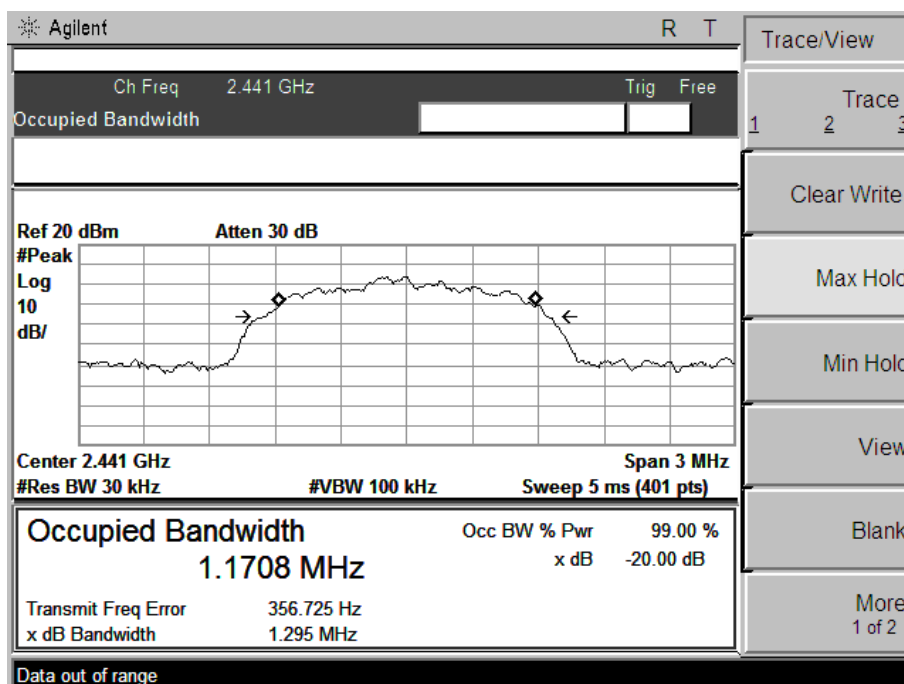 Agilent R T
Trace/View
Ch Freq 2.441 GHz Trig Free
Occupied Bandwidth
Trace
1 2 3
Clear Write
Max Hold
Min Hold
View
Blank
More
1 of 2
Ref 20 dBm Atten 30 dB
#Peak
Log
10
dB/
Center 2.441 GHz Span 3 MHz
#Res BW 30 kHz #VBW 100 kHz Sweep 5 ms (401 pts)
Occupied Bandwidth
1.1708 MHz
Occ BW % Pwr 99.00 %
x dB -20.00 dB
Transmit Freq Error 356.725 Hz
x dB Bandwidth 1.295 MHz
Data out of range